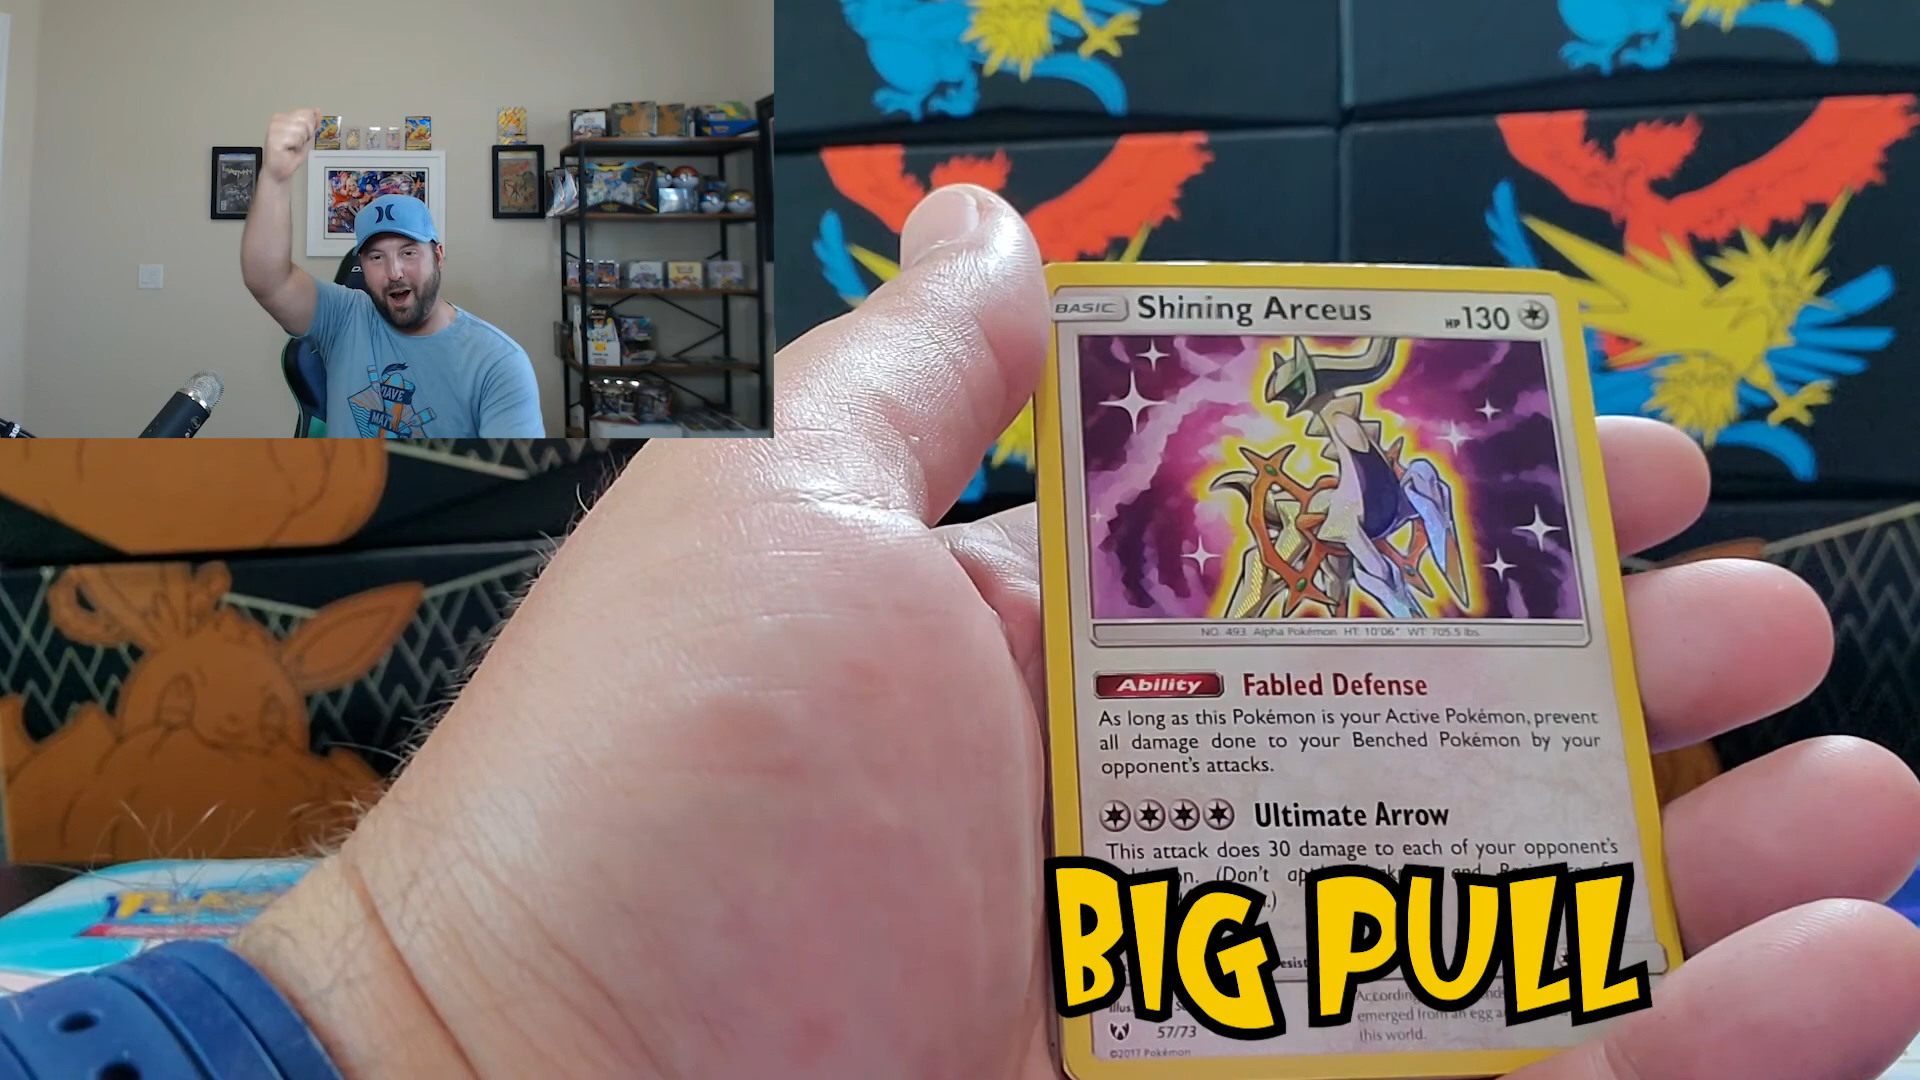 BASIC Shining Arceus HP 130
NO. 493 Alpha Pokémon HT: 10'06" WT: 705.5 lbs.
Ability Fabled Defense
As long as this Pokémon is your Active Pokémon, prevent
all damage done to your Benched Pokémon by your
opponent's attacks.
Ultimate Arrow
This attack does 30 damage to each of your opponent's
(Don't and
BIG PULL
57/73
emerged from an egg
this world.
©2017 Pokémon